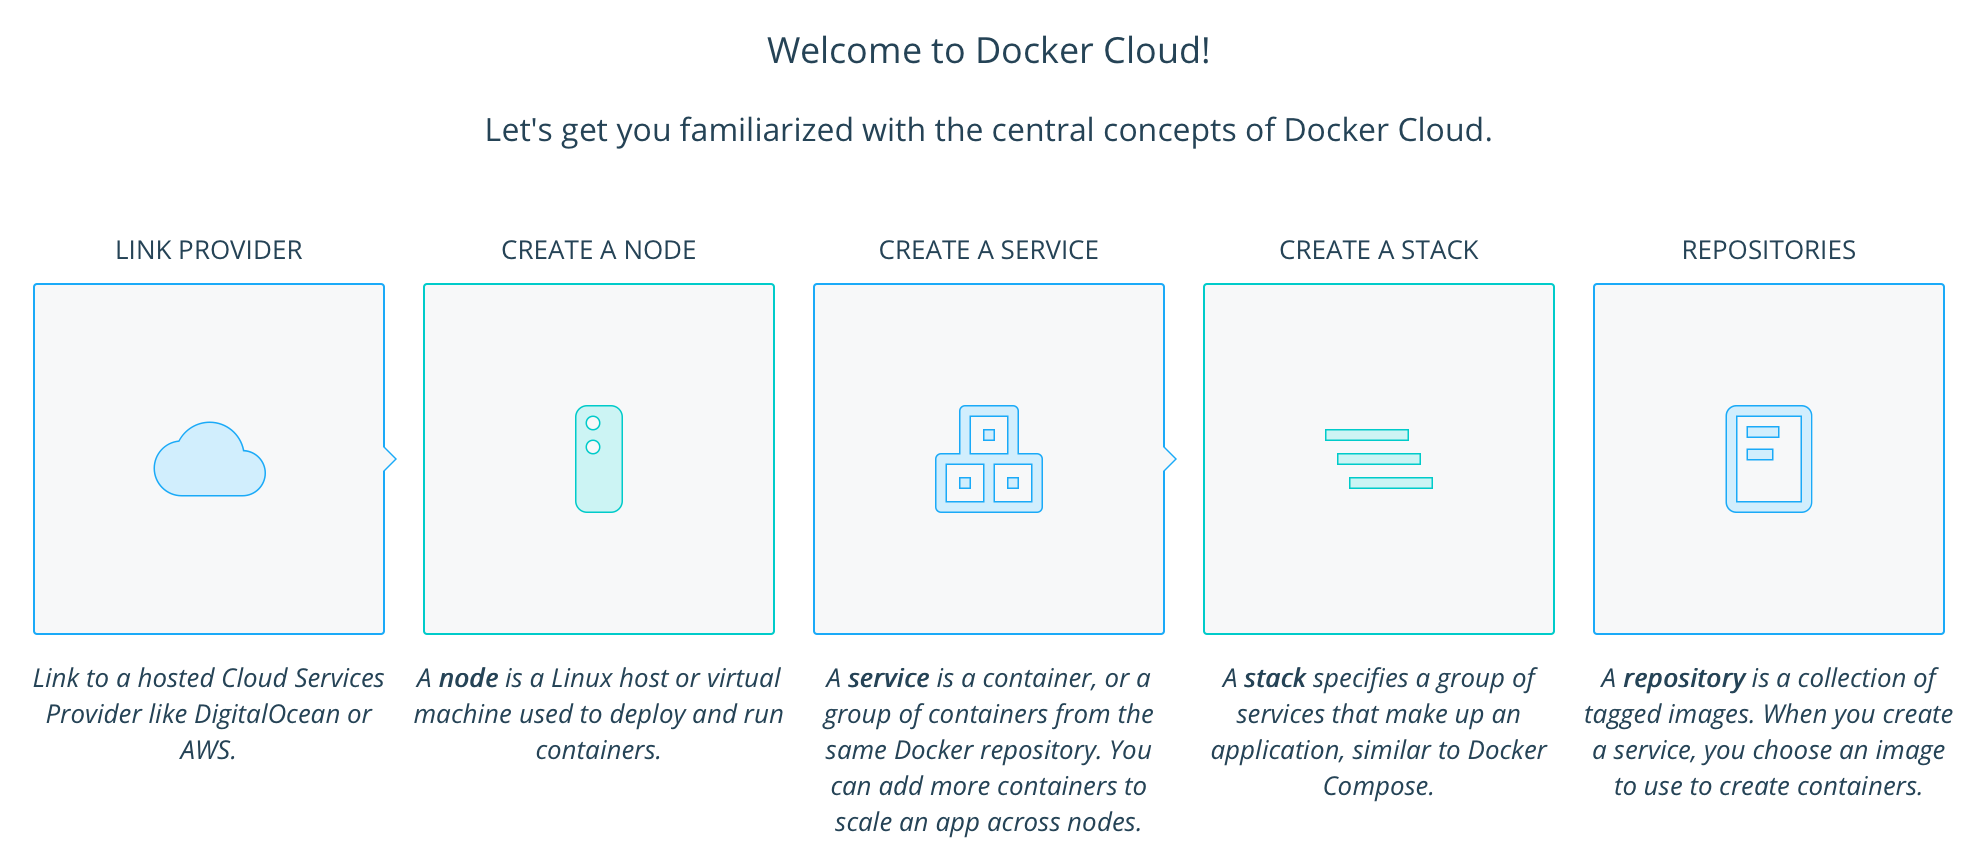 Welcome to Docker Cloud!
Let's get you familiarized with the central concepts of Docker Cloud.
LINK PROVIDER
Link to a hosted Cloud Services
Provider like DigitalOcean or
AWS.
CREATE A NODE
A node is a Linux host or virtual
machine used to deploy and run
containers.
CREATE A SERVICE
A service is a container, or a
group of containers from the
same Docker repository. You
can add more containers to
scale an app across nodes.
CREATE A STACK
A stack specifies a group of
services that make up an
application, similar to Docker
Compose.
REPOSITORIES
A repository is a collection of
tagged images. When you create
a service, you choose an image
to use to create containers.